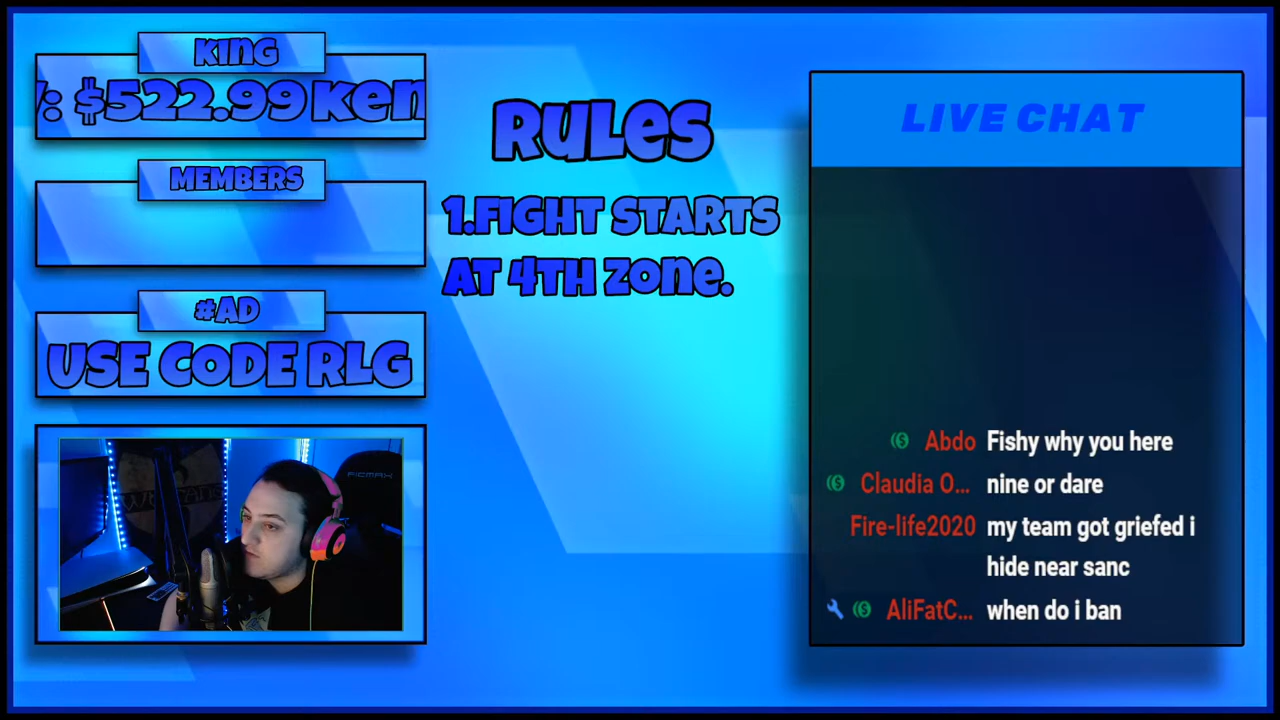 KING
: $522.99 Ken
MEMBERS
#AD
USE CODE RLG
RULES
1.FIGHT STARTS
AT 4TH ZONE.
LIVE CHAT
Abdo Fishy why you here
Claudia O... nine or dare
Fire-life2020 my team got griefed i
hide near sanc
AliFatC... when do i ban
FICMAX